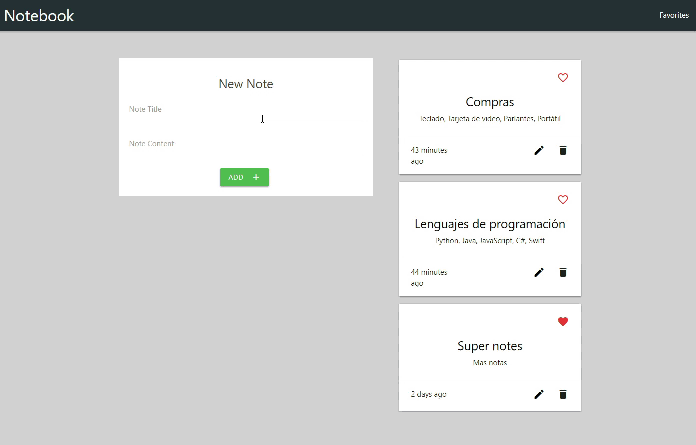 Notebook
Favorites
New Note
Note Title
Note Content
ADD
Compras
Teclado, Tarjeta de video, Parlantes, Portátil
43 minutes
ago
Lenguajes de programación
Python, Java, JavaScript, C#, Swift
44 minutes
ago
Super notes
Mas notas
2 days ago